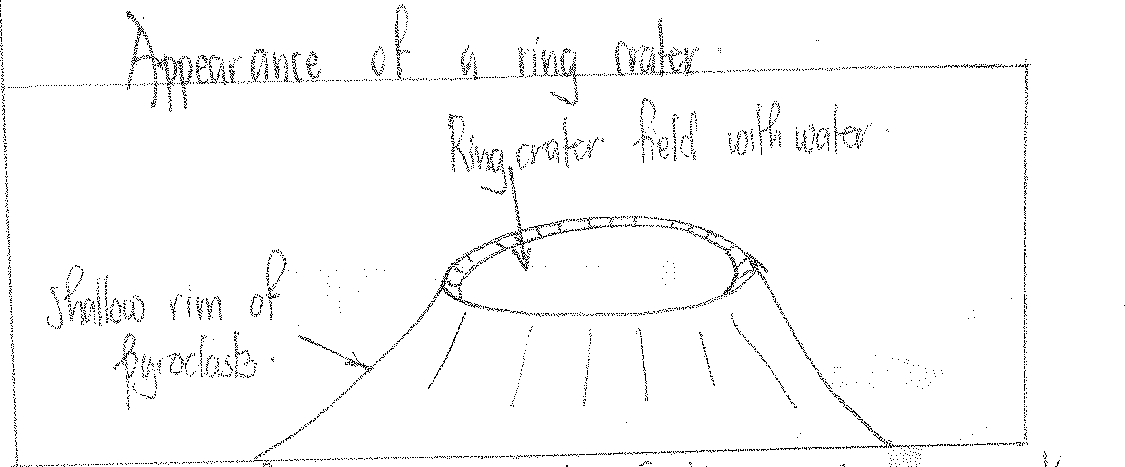 Appearance of a ring crater.
Ring crater field with water.
shallow rim of
pyroclasts.